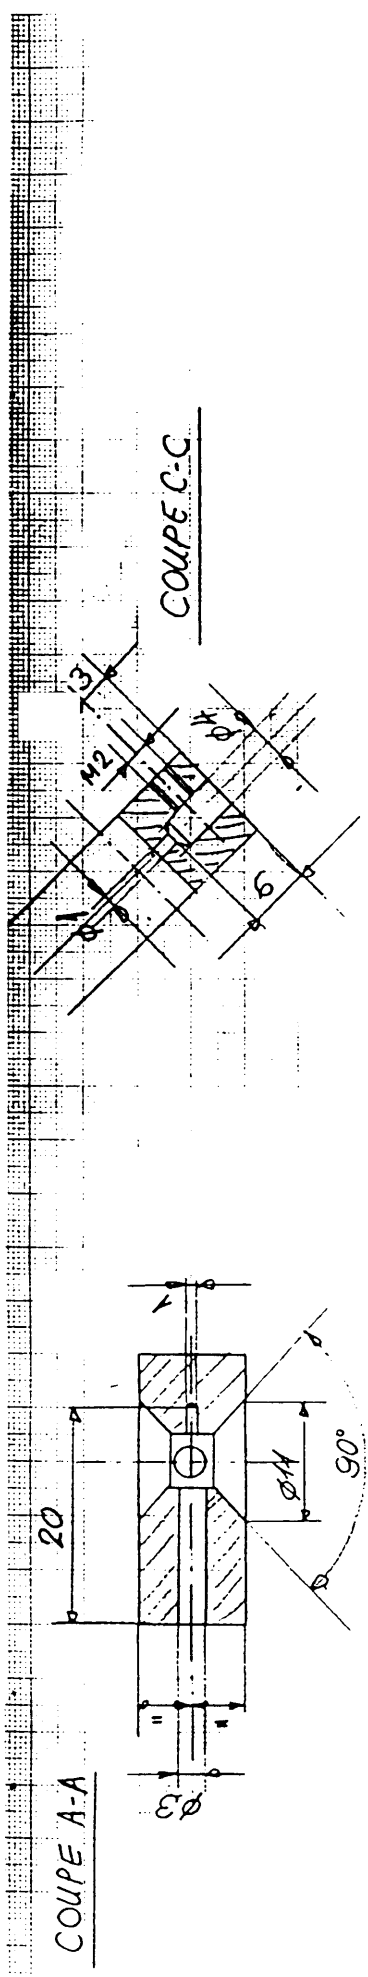 COUPE A-A
20
=
=
Ø3
1
Ø11
90°
COUPE C-C
Ø1
M2
13
Ø4
6